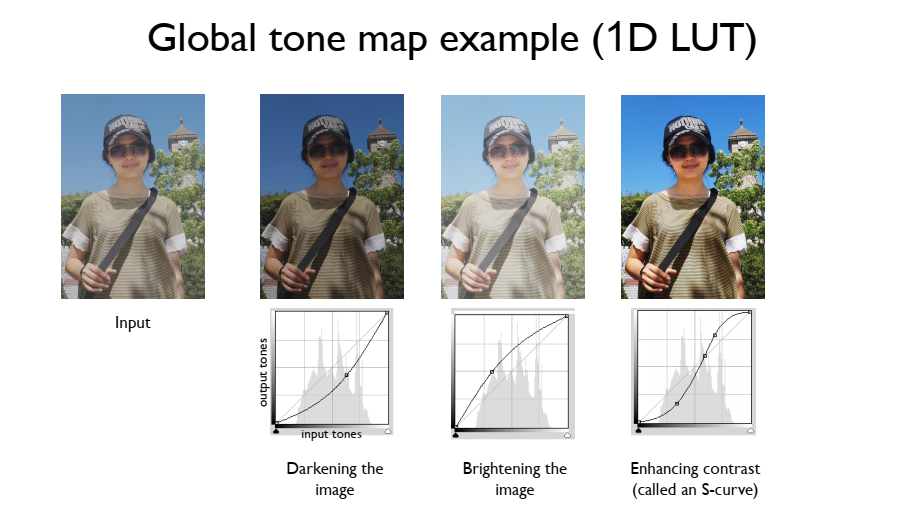 Global tone map example (1D LUT)
Input
output tones
input tones
Darkening the
image
Brightening the
image
Enhancing contrast
(called an S-curve)